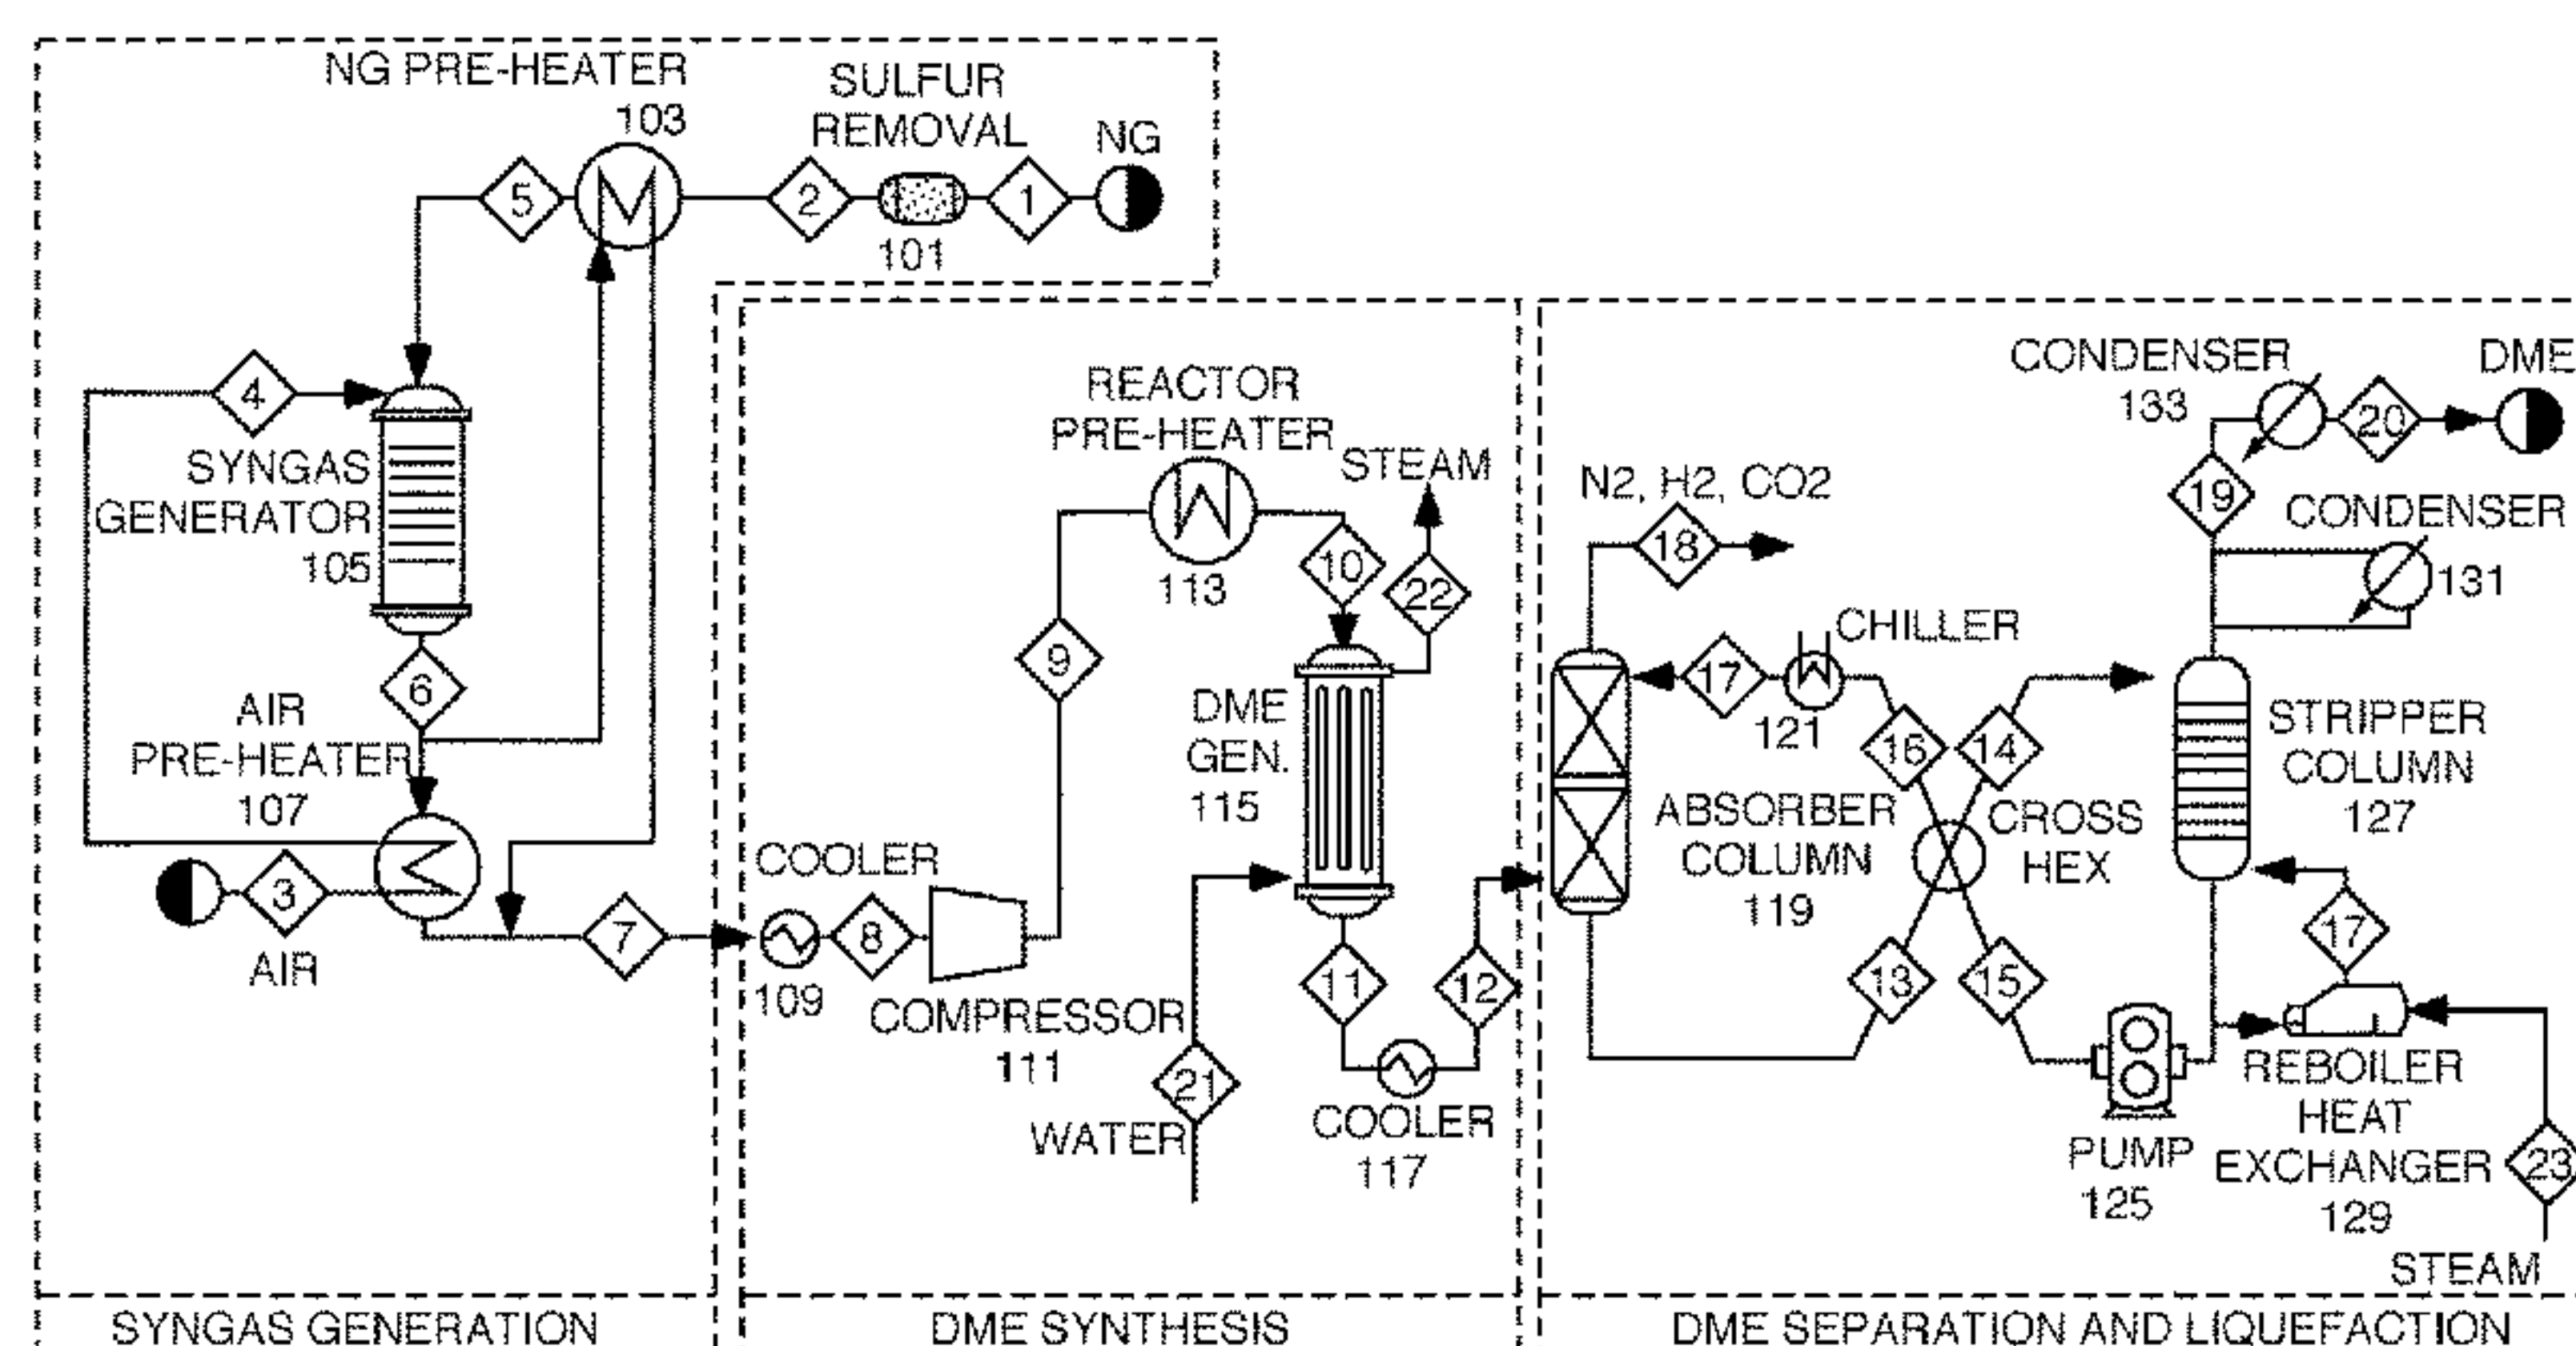 NG PRE-HEATER
103
SULFUR
REMOVAL
NG
5
2
1
101
4
SYNGAS
GENERATOR
105
6
AIR
PRE-HEATER
107
3
AIR
7
SYNGAS GENERATION
REACTOR
PRE-HEATER
STEAM
10
22
113
9
DME
GEN.
115
COOLER
8
109
COMPRESSOR
111
11
12
21
WATER
COOLER
117
DME SYNTHESIS
CONDENSER
133
DME
20
N2, H2, CO2
18
19
CONDENSER
131
CHILLER
17
121
16
14
STRIPPER
COLUMN
127
ABSORBER
COLUMN
119
CROSS
HEX
17
13
15
PUMP
125
REBOILER
HEAT
EXCHANGER
129
23
STEAM
DME SEPARATION AND LIQUEFACTION